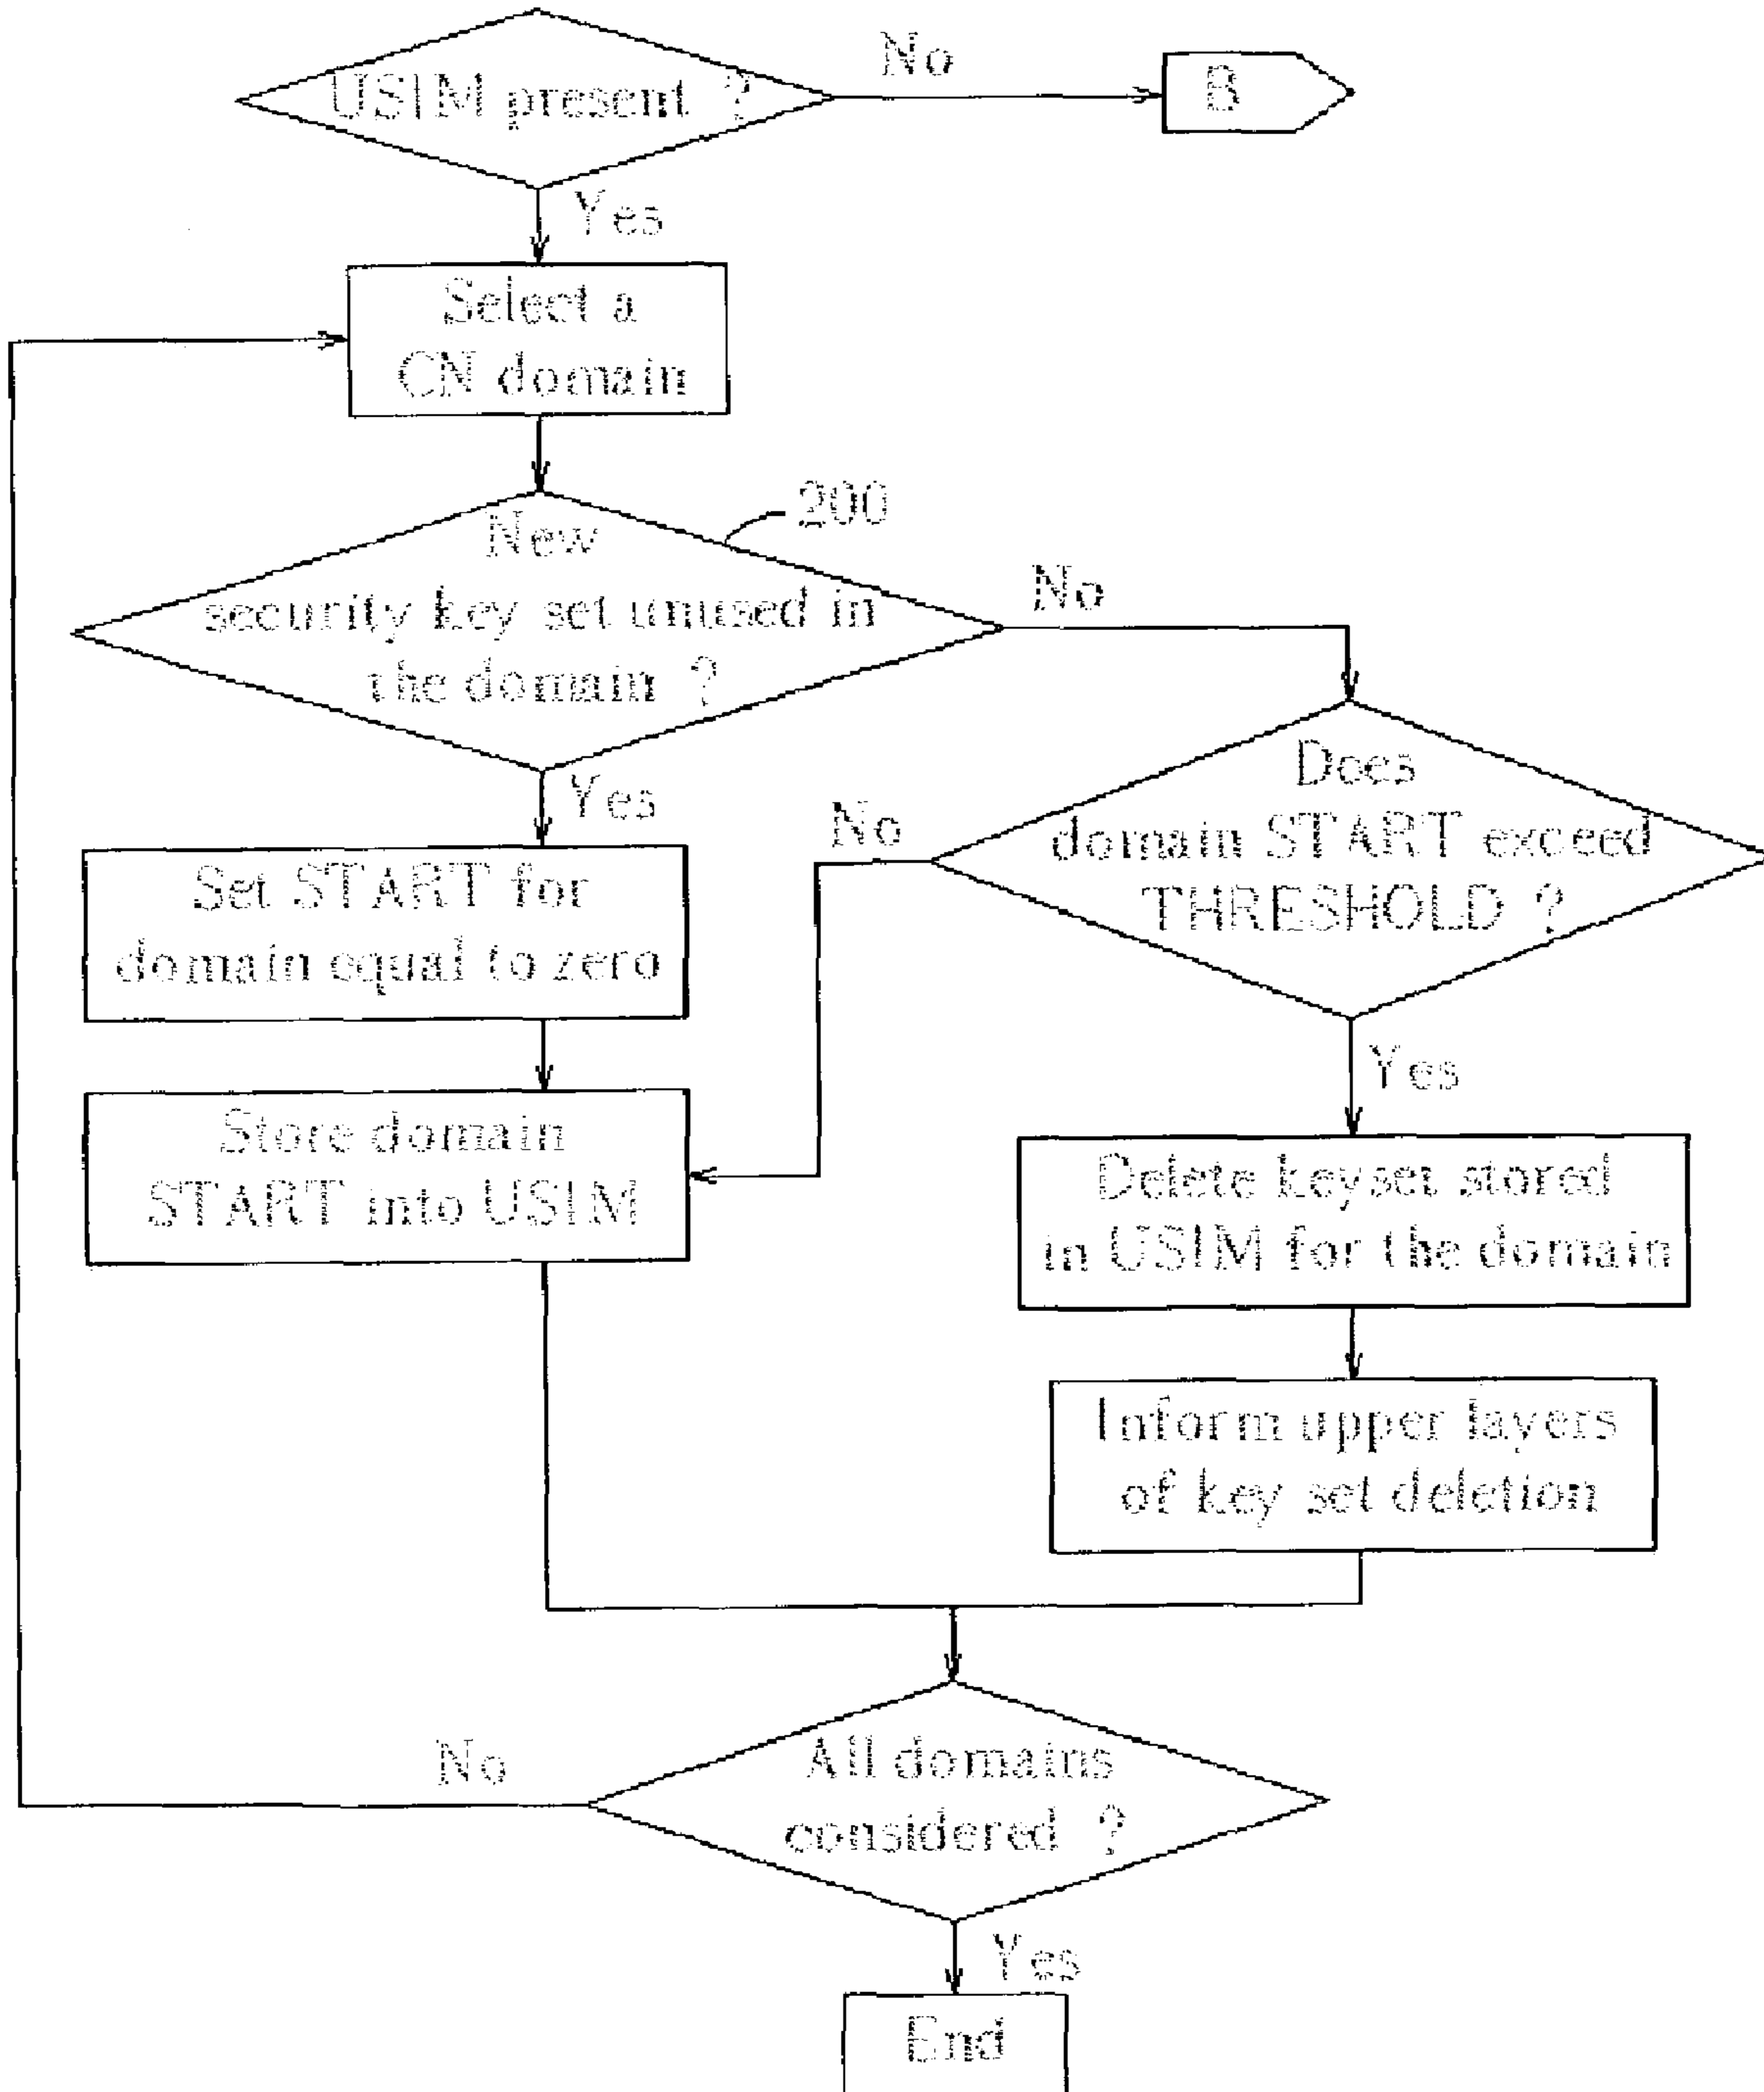 USIM present ?
No
B
Yes
Select a
CN domain
200
New
security key set unused in
the domain ?
No
Yes
Does
domain START exceed
THRESHOLD ?
No
Set START for
domain equal to zero
Yes
Store domain
START into USIM
Delete keyset stored
in USIM for the domain
Inform upper layers
of key set deletion
All domains
considered ?
No
Yes
End